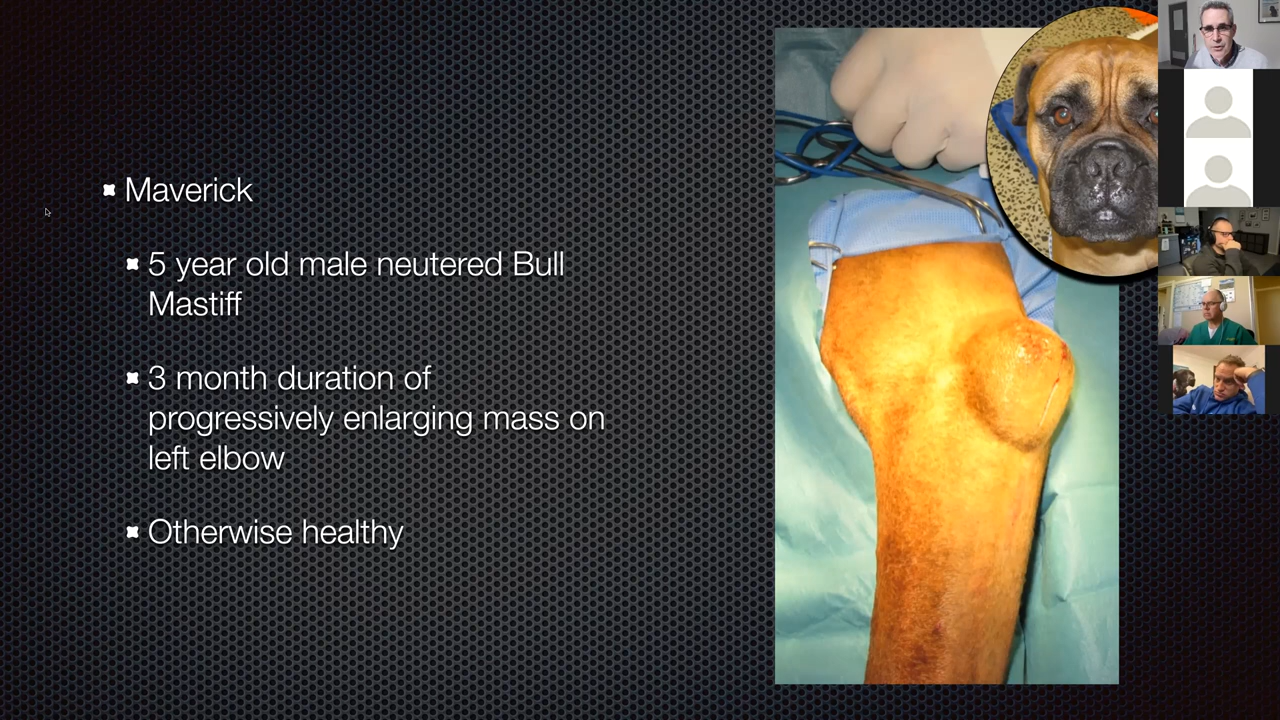 Maverick
5 year old male neutered Bull
Mastiff
3 month duration of
progressively enlarging mass on
left elbow
Otherwise healthy